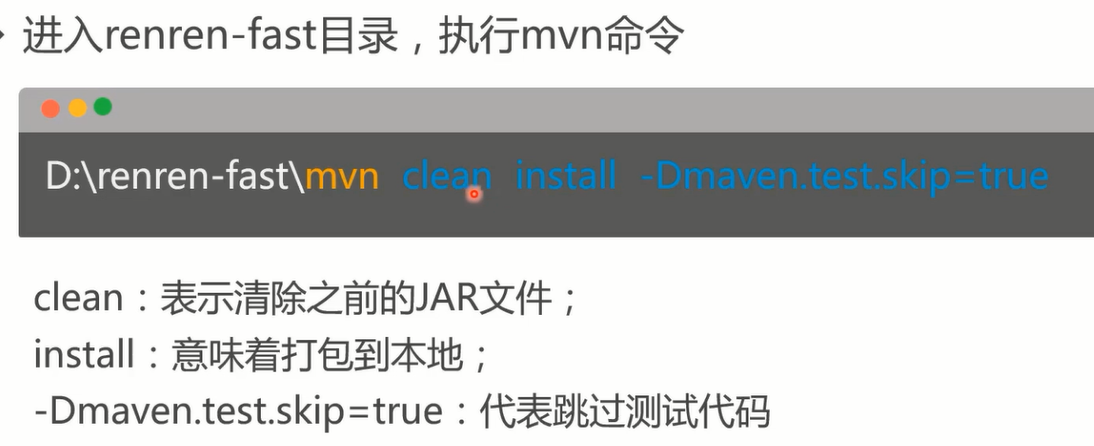 进入renren-fast目录，执行mvn命令
D:\renren-fast\mvn clean install -Dmaven.test.skip=true
clean：表示清除之前的JAR文件；
install：意味着打包到本地；
-Dmaven.test.skip=true：代表跳过测试代码